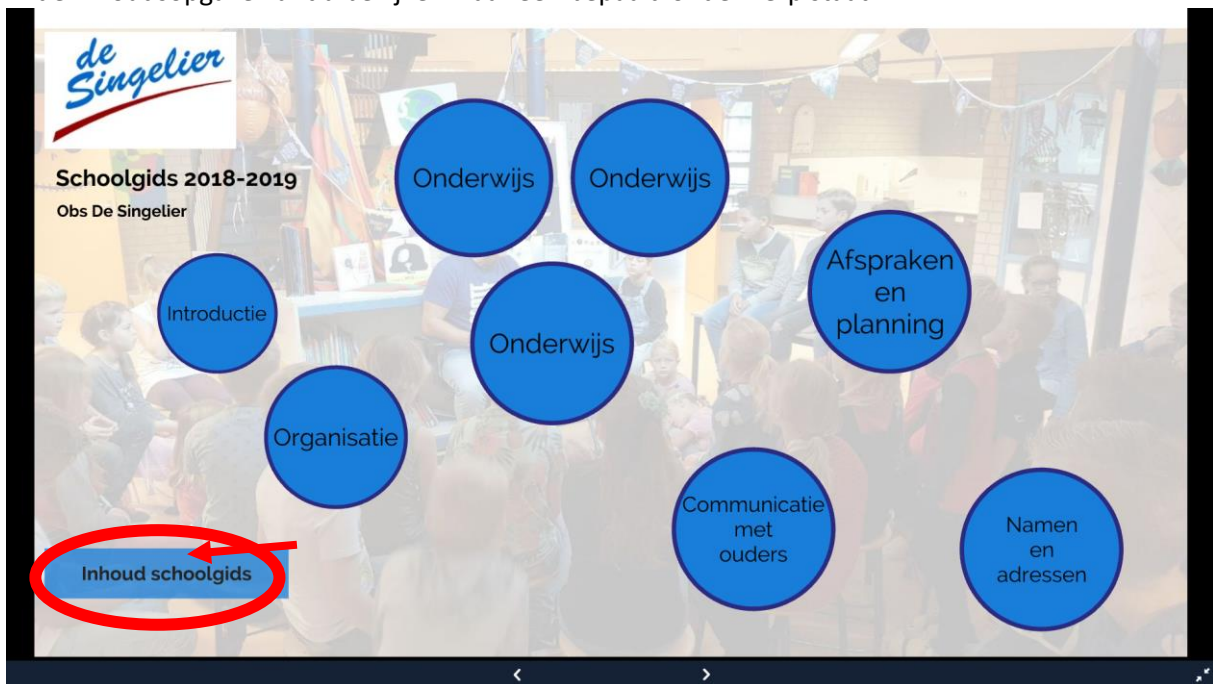 de
Singelier
Schoolgids 2018-2019
Obs De Singelier
Onderwijs
Onderwijs
Afspraken
en
planning
Introductie
Onderwijs
Organisatie
Communicatie
met
ouders
Namen
en
adressen
Inhoud schoolgids